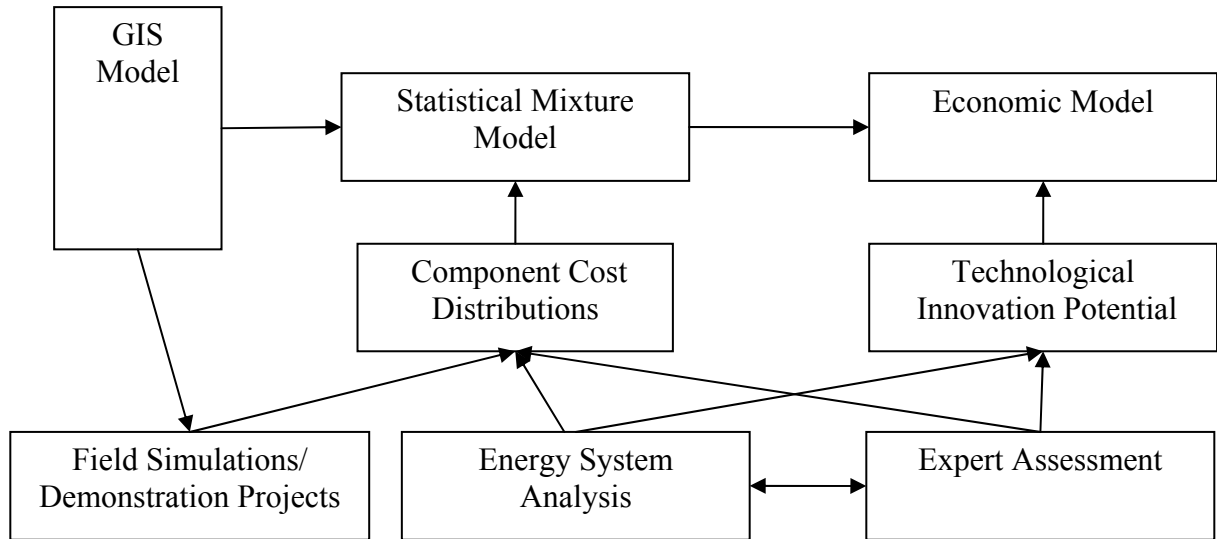 GIS
Model
Statistical Mixture
Model
Economic Model
Component Cost
Distributions
Technological
Innovation Potential
Field Simulations/
Demonstration Projects
Energy System
Analysis
Expert Assessment